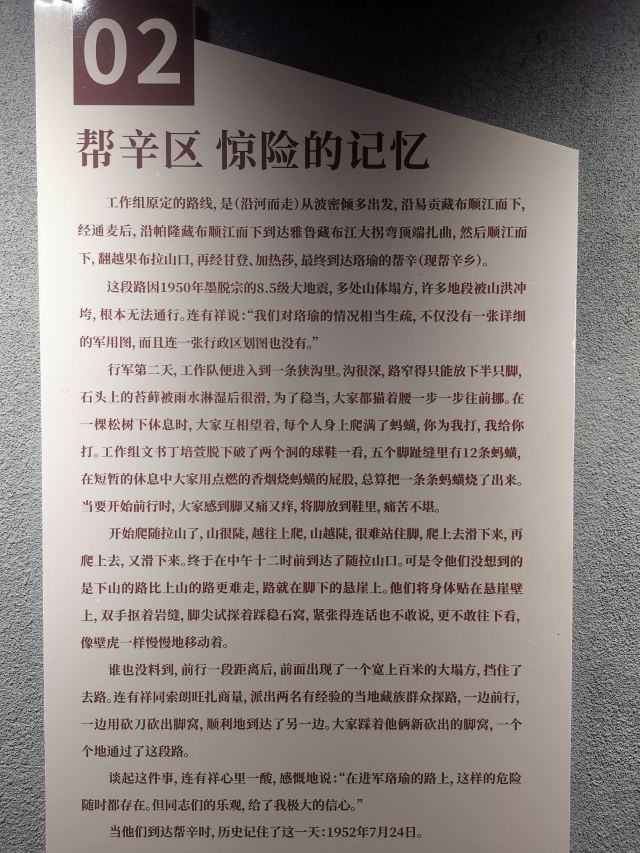 02
帮辛区 惊险的记忆
工作组原定的路线，是（沿河而走）从波密倾多出发，沿易贡藏布顺江而下，
经通麦后，沿帕隆藏布顺江而下到达雅鲁藏布江大拐弯顶端扎曲，然后顺江而
下，翻越果布拉山口，再经甘登、加热莎，最终到达珞瑜的帮辛（现帮辛乡）。
这段路因1950年墨脱宗的8.5级大地震，多处山体塌方，许多地段被山洪冲
垮，根本无法通行。连有祥说：“我们对珞瑜的情况相当生疏，不仅没有一张详细
的军用图，而且连一张行政区划图也没有。”
行军第二天，工作队便进入到一条狭沟里。沟很深，路窄得只能放下半只脚，
石头上的苔藓被雨水淋湿后很滑，为了稳当，大家都猫着腰一步一步往前挪。在
一棵松树下休息时，大家互相望着，每个人身上爬满了蚂蟥，你为我打，我给你
打。工作组文书丁培萱脱下破了两个洞的球鞋一看，五个脚趾缝里有12条蚂蟥，
在短暂的休息中大家用点燃的香烟烧蚂蟥的屁股，总算把一条条蚂蟥烧了出来。
当要开始前行时，大家感到脚又痛又痒，将脚放到鞋里，痛苦不堪。
开始爬随拉山了，山很陡，越往上爬，山越陡，很难站住脚，爬上去滑下来，再
爬上去，又滑下来。终于在中午十二时前到达了随拉山口。可是令他们没想到的
是下山的路比上山的路更难走，路就在脚下的悬崖上。他们将身体贴在悬崖壁
上，双手抠着岩缝，脚尖试探着踩稳石窝，紧张得连话也不敢说，更不敢往下看，
像壁虎一样慢慢地移动着。
谁也没料到，前行一段距离后，前面出现了一个宽上百米的大塌方，挡住了
去路。连有祥同索朗旺扎商量，派出两名有经验的当地藏族群众探路，一边前行，
一边用砍刀砍出脚窝，顺利地到达了另一边。大家踩着他俩新砍出的脚窝，一个
个地通过了这段路。
谈起这件事，连有祥心里一酸，感慨地说：“在进军珞瑜的路上，这样的危险
随时都存在。但同志们的乐观，给了我极大的信心。”
当他们到达帮辛时，历史记住了这一天：1952年7月24日。